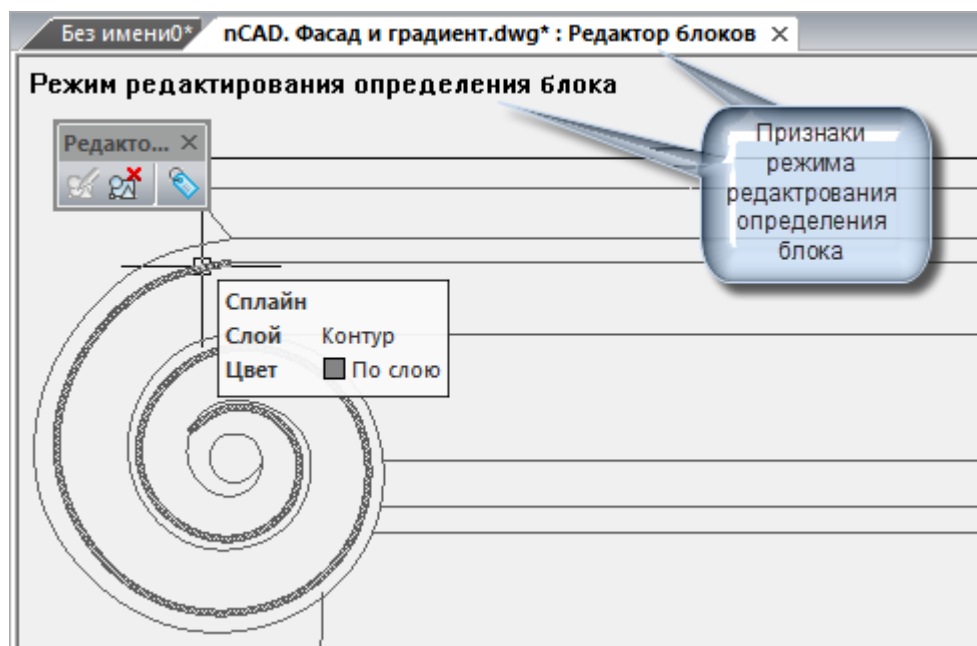 Без имени0*
nCAD. Фасад и градиент.dwg* : Редактор блоков
Режим редактирования определения блока
Редакто...
Признаки
режима
редактрования
определения
блока
Сплайн
Слой Контур
Цвет По слою